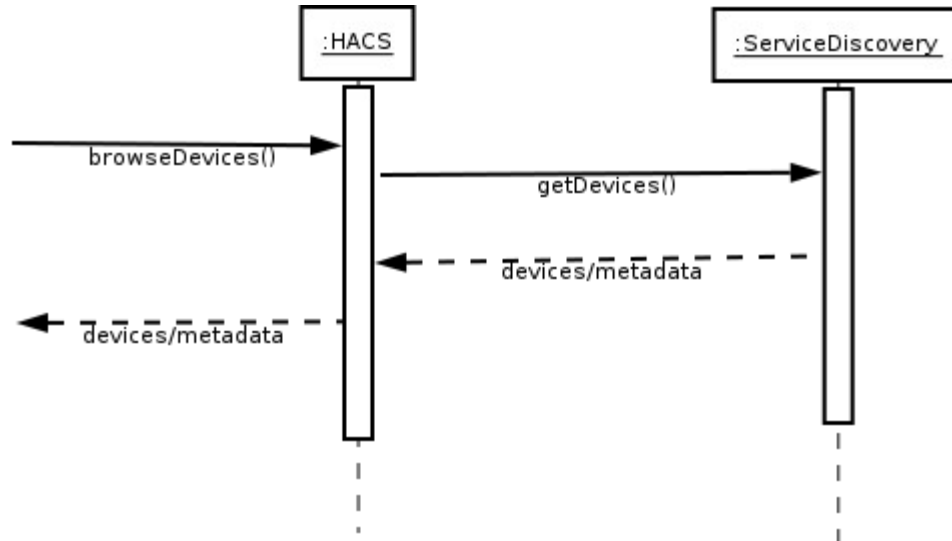 :HACS
:ServiceDiscovery
browseDevices()
getDevices()
devices/metadata
devices/metadata